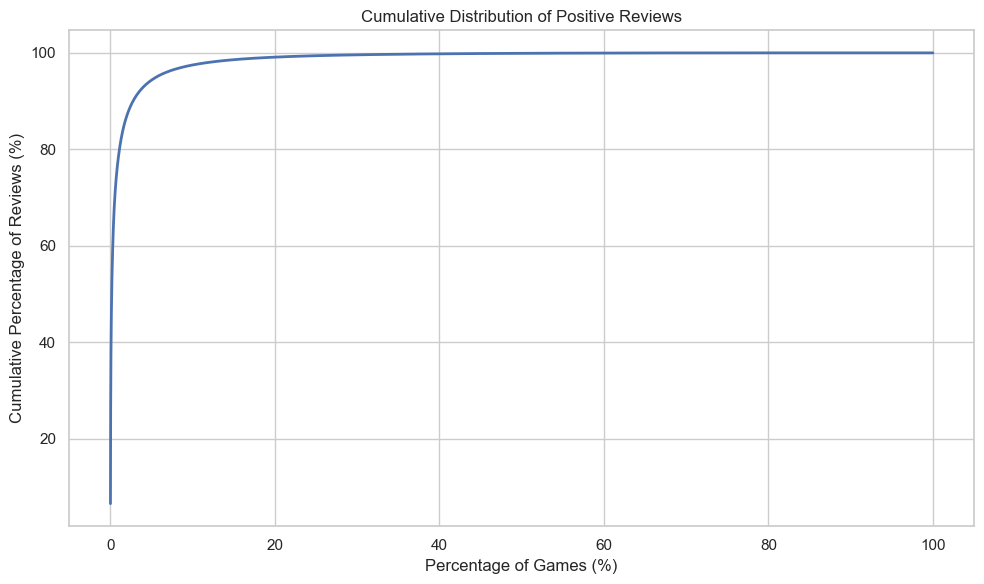 Cumulative Distribution of Positive Reviews
Cumulative Percentage of Reviews (%)
100
80
60
40
20
0 20 40 60 80 100
Percentage of Games (%)